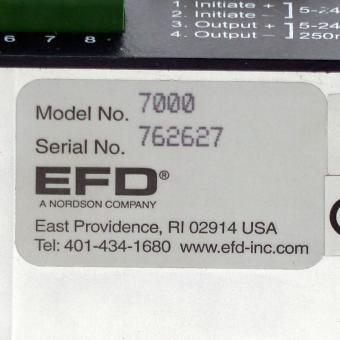 1. Initiate +
2. Initiate −
3. Output +
4. Output −
6 7 8
Model No. 7000
Serial No. 762627
EFD®
A NORDSON COMPANY
East Providence, RI 02914 USA
Tel: 401-434-1680 www.efd-inc.com